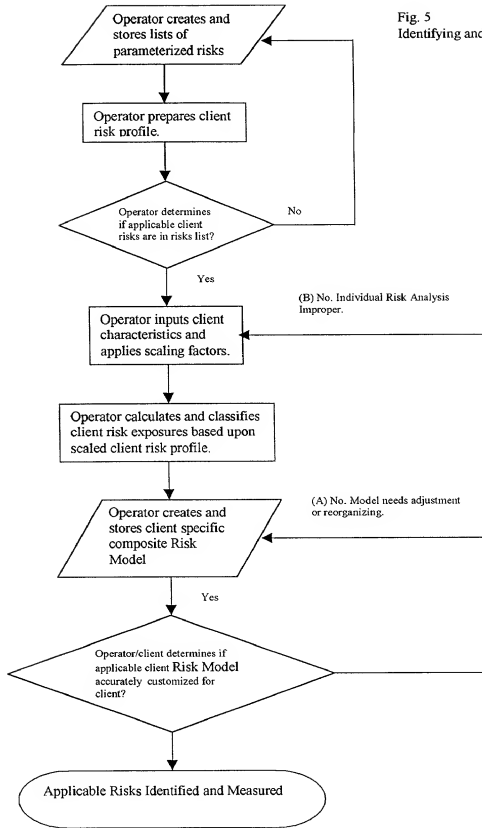 Operator creates and
stores lists of
parameterized risks
Fig. 5
Identifying and
Operator prepares client
risk profile.
Operator determines
if applicable client
risks are in risks list?
No
Yes
(B) No. Individual Risk Analysis
Improper.
Operator inputs client
characteristics and
applies scaling factors.
Operator calculates and classifies
client risk exposures based upon
scaled client risk profile.
(A) No. Model needs adjustment
or reorganizing.
Operator creates and
stores client specific
composite Risk
Model
Yes
Operator/client determines if
applicable client Risk Model
accurately customized for
client?
Applicable Risks Identified and Measured